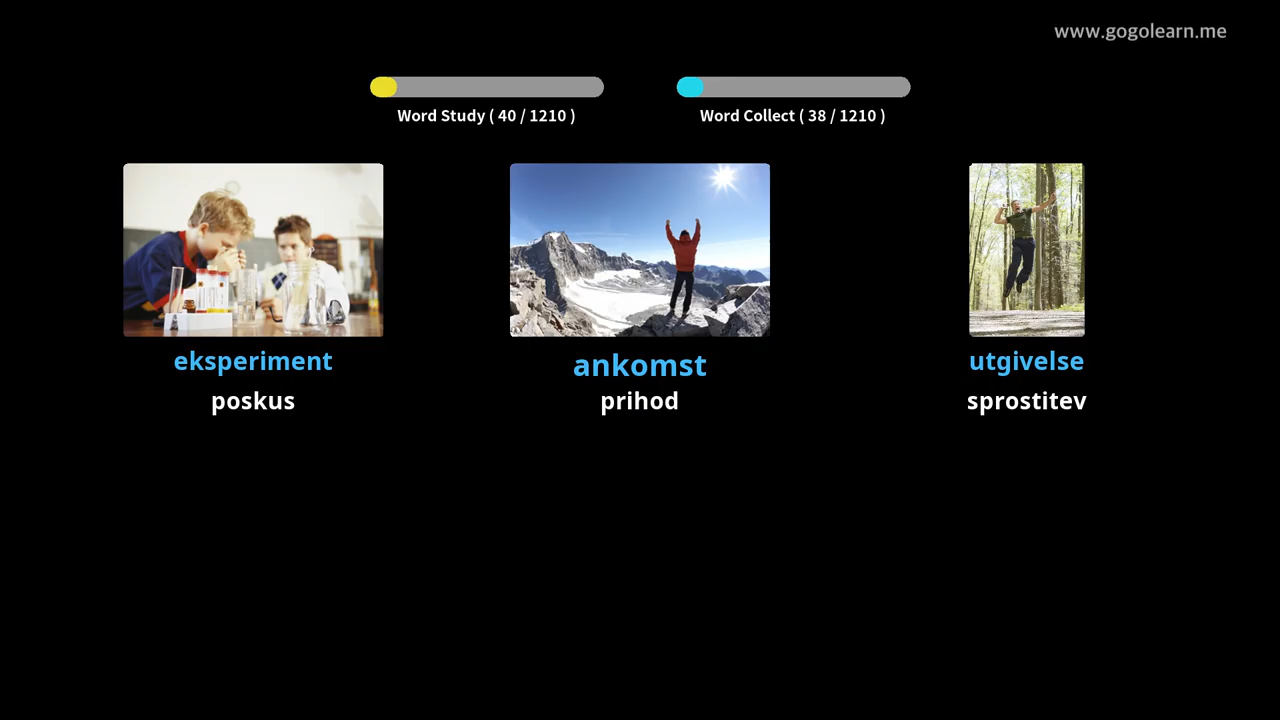 www.gogolearn.me
Word Study ( 40 / 1210 )
Word Collect ( 38 / 1210 )
eksperiment
ankomst
utgivelse
poskus
prihod
sprostitev